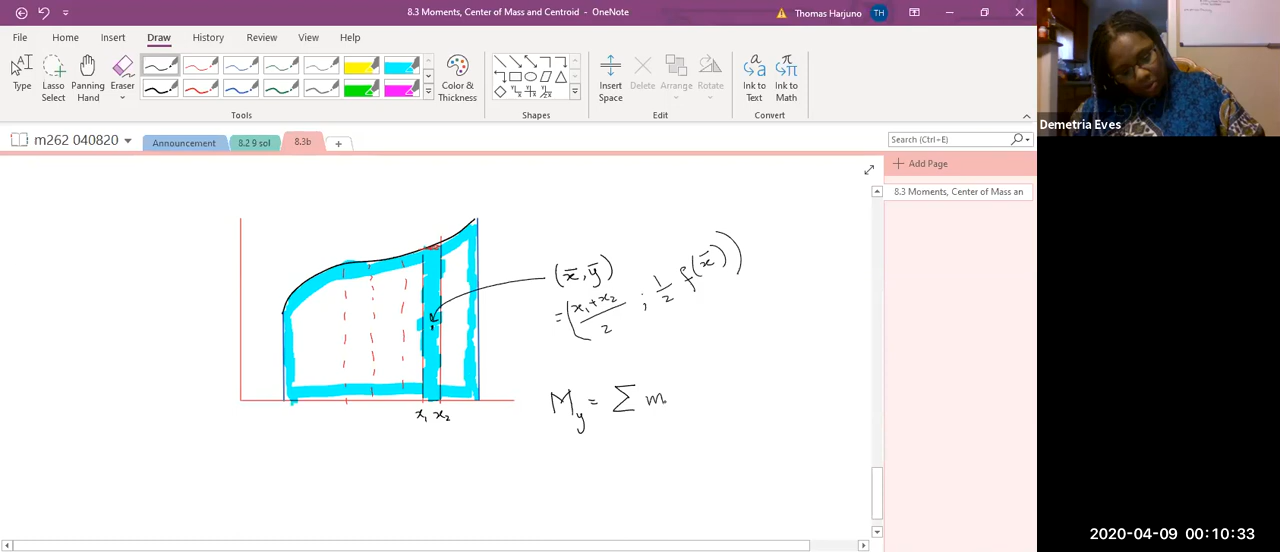 8.3 Moments, Center of Mass and Centroid - OneNote
Thomas Harjuno TH
File Home Insert Draw History Review View Help
Type Lasso Select Panning Hand Eraser Color & Thickness Insert Space Delete Arrange Rotate Ink to Text Ink to Math
Tools Shapes Edit Convert
m262 040820 Announcement 8.2 9 sol 8.3b
Search (Ctrl+E)
Add Page
8.3 Moments, Center of Mass an
Demetria Eves
(x̄, ȳ)
= (x₁+x₂/2 ; 1/2 f(x̄))
M_y = Σ m
x₁ x₂
2020-04-09 00:10:33